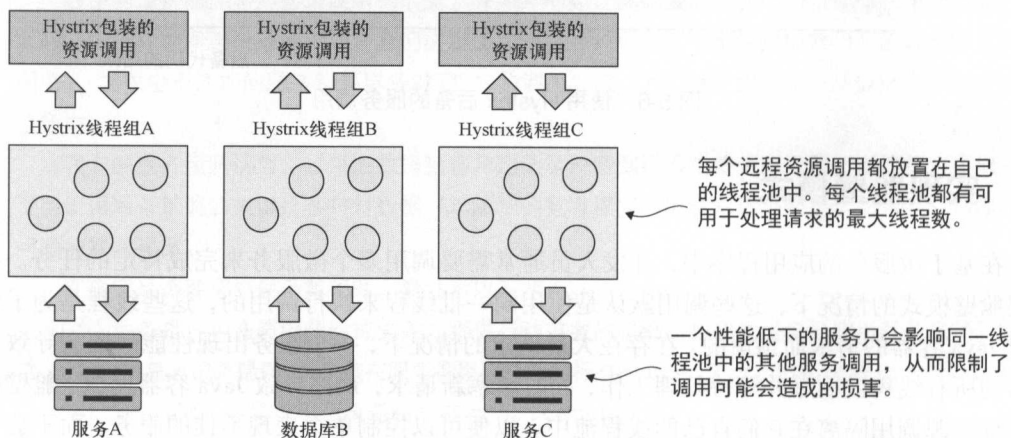 Hystrix包装的
资源调用
Hystrix包装的
资源调用
Hystrix包装的
资源调用
Hystrix线程组A
Hystrix线程组B
Hystrix线程组C
每个远程资源调用都放置在自己
的线程池中。每个线程池都有可
用于处理请求的最大线程数。
一个性能低下的服务只会影响同一线
程池中的其他服务调用，从而限制了
调用可能会造成的损害。
服务A
数据库B
服务C